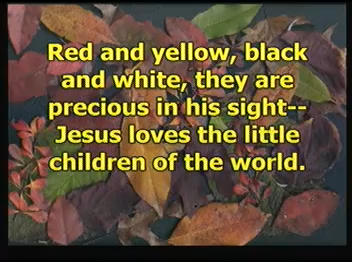 Red and yellow, black
and white, they are
precious in his sight--
Jesus loves the little
children of the world.